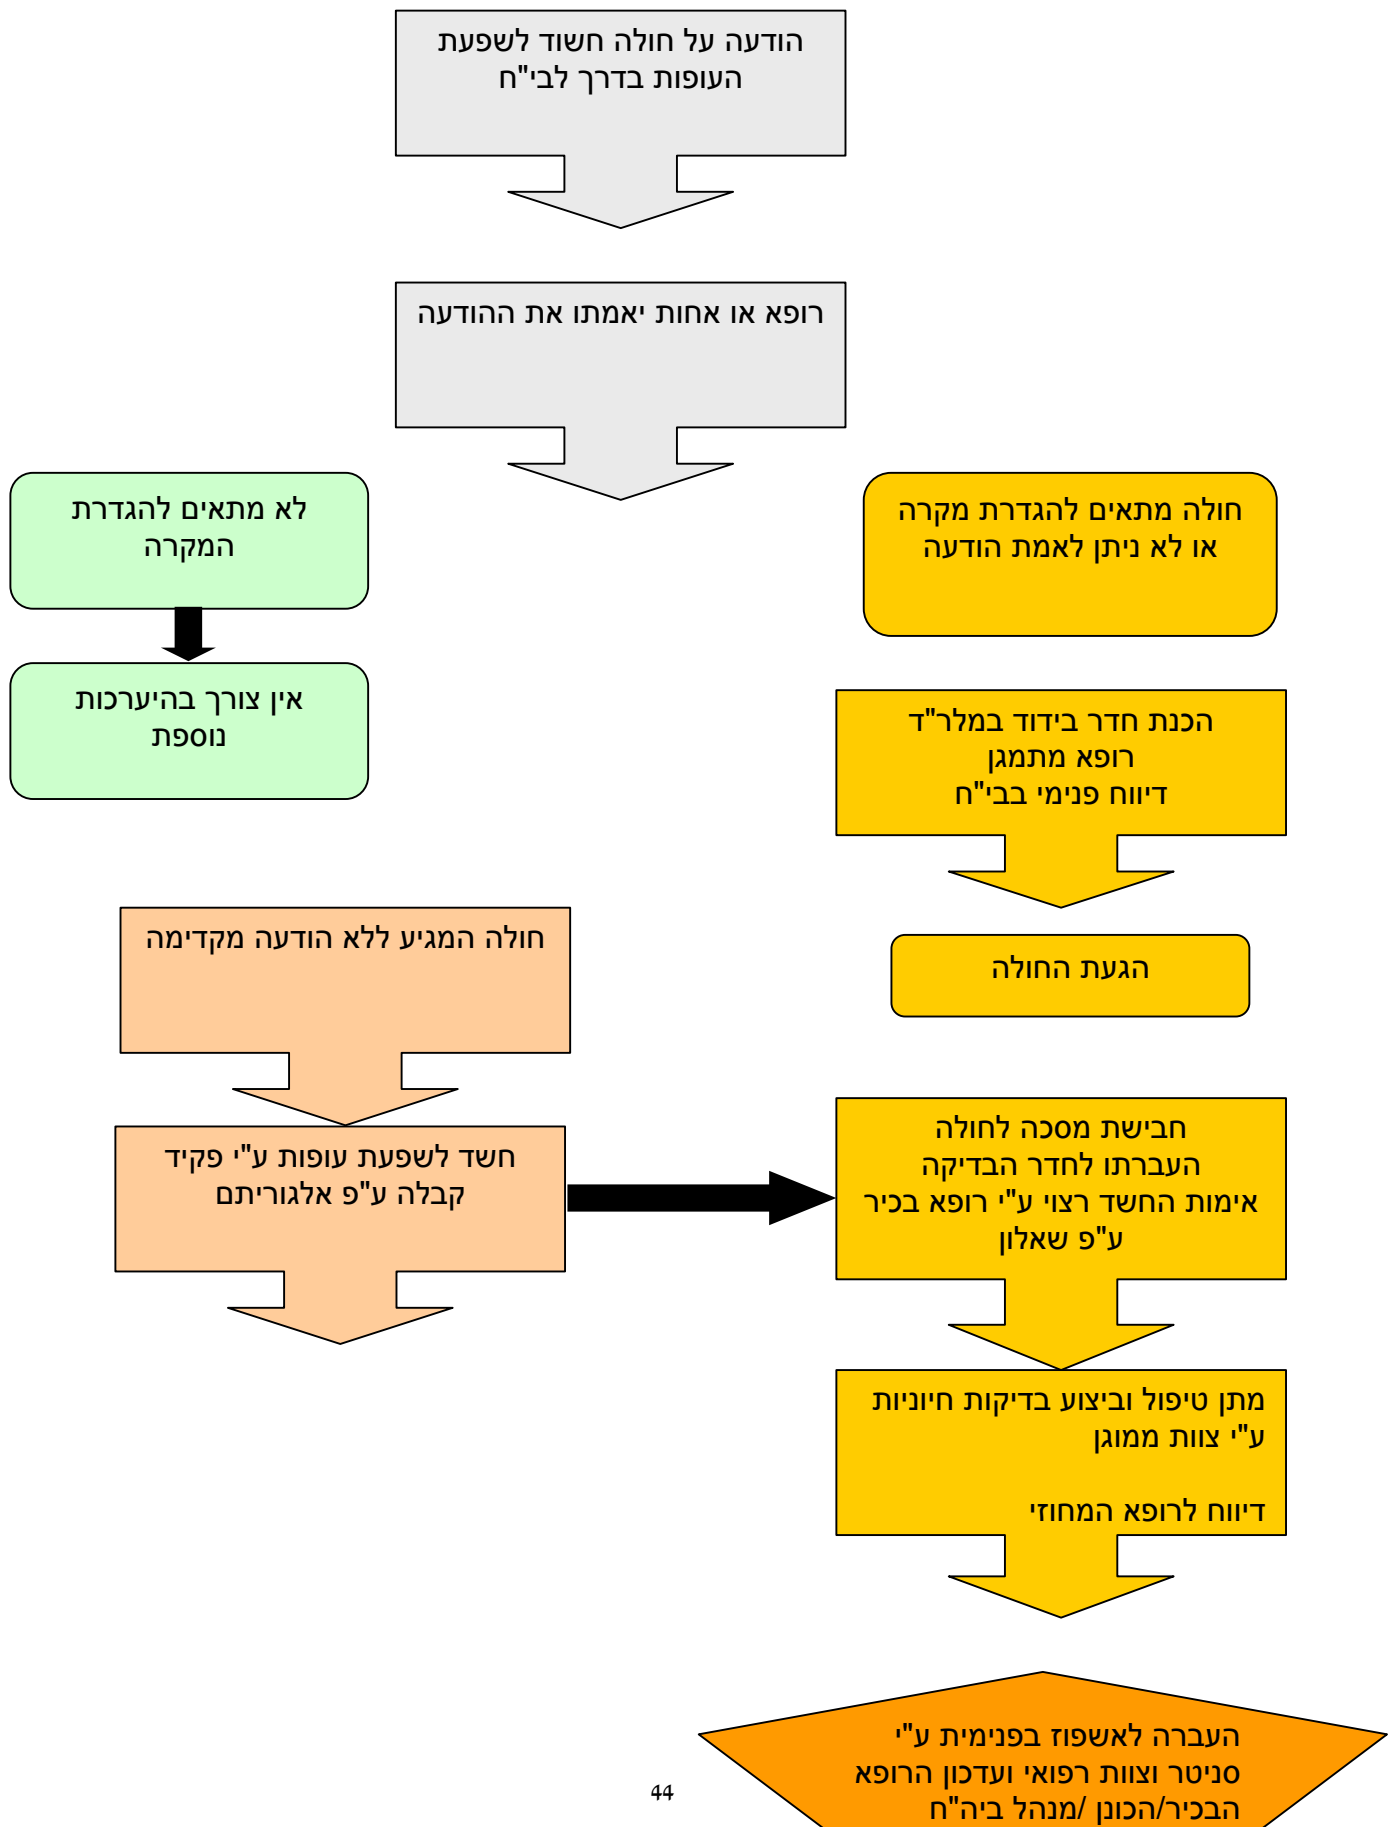 הודעה על חולה חשוד לשפעת
העופות בדרך לבי"ח
רופא או אחות יאמתו את ההודעה
חולה מתאים להגדרת מקרה
או לא ניתן לאמת הודעה
לא מתאים להגדרת
המקרה
אין צורך בהיערכות
נוספת
הכנת חדר בידוד במלר"ד
רופא מתמגן
דיווח פנימי בבי"ח
הגעת החולה
חולה המגיע ללא הודעה מקדימה
חשד לשפעת עופות ע"י פקיד
קבלה ע"פ אלגוריתם
חבישת מסכה לחולה
העברתו לחדר הבדיקה
אימות החשד רצוי ע"י רופא בכיר
ע"פ שאלון
מתן טיפול וביצוע בדיקות חיוניות
ע"י צוות ממוגן
דיווח לרופא המחוזי
העברה לאשפוז בפנימית ע"י
סניטר וצוות רפואי ועדכון הרופא
הבכיר/הכונן /מנהל ביה"ח
44